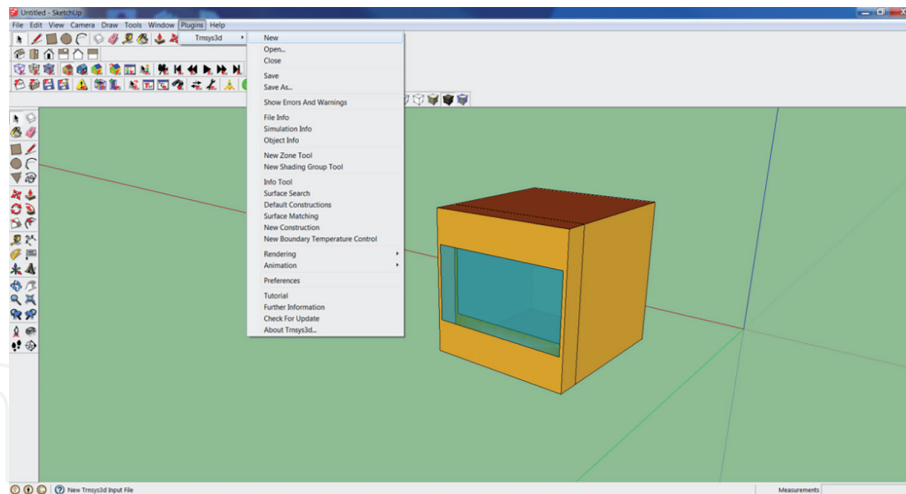 Untitled - SketchUp
File Edit View Camera Draw Tools Window Plugins Help
Trnsys3d
New
Open...
Close
Save
Save As...
Show Errors And Warnings
File Info
Simulation Info
Object Info
New Zone Tool
New Shading Group Tool
Info Tool
Surface Search
Default Constructions
Surface Matching
New Construction
New Boundary Temperature Control
Rendering
Animation
Preferences
Tutorial
Further Information
Check For Update
About Trnsys3d...
New Trnsys3d Input File
Measurements